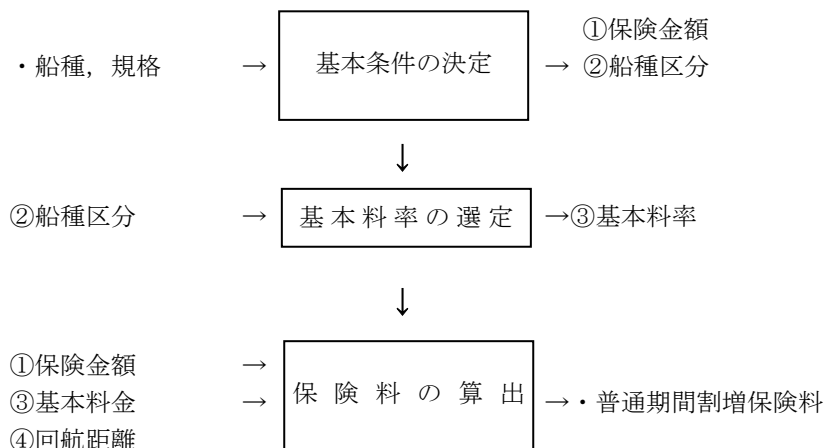 ①保険金額
・船種，規格 → 基本条件の決定 → ②船種区分
↓
②船種区分 → 基本料率の選定 →③基本料率
↓
①保険金額 →
③基本料金 → 保険料の算出 →・普通期間割増保険料
④回航距離